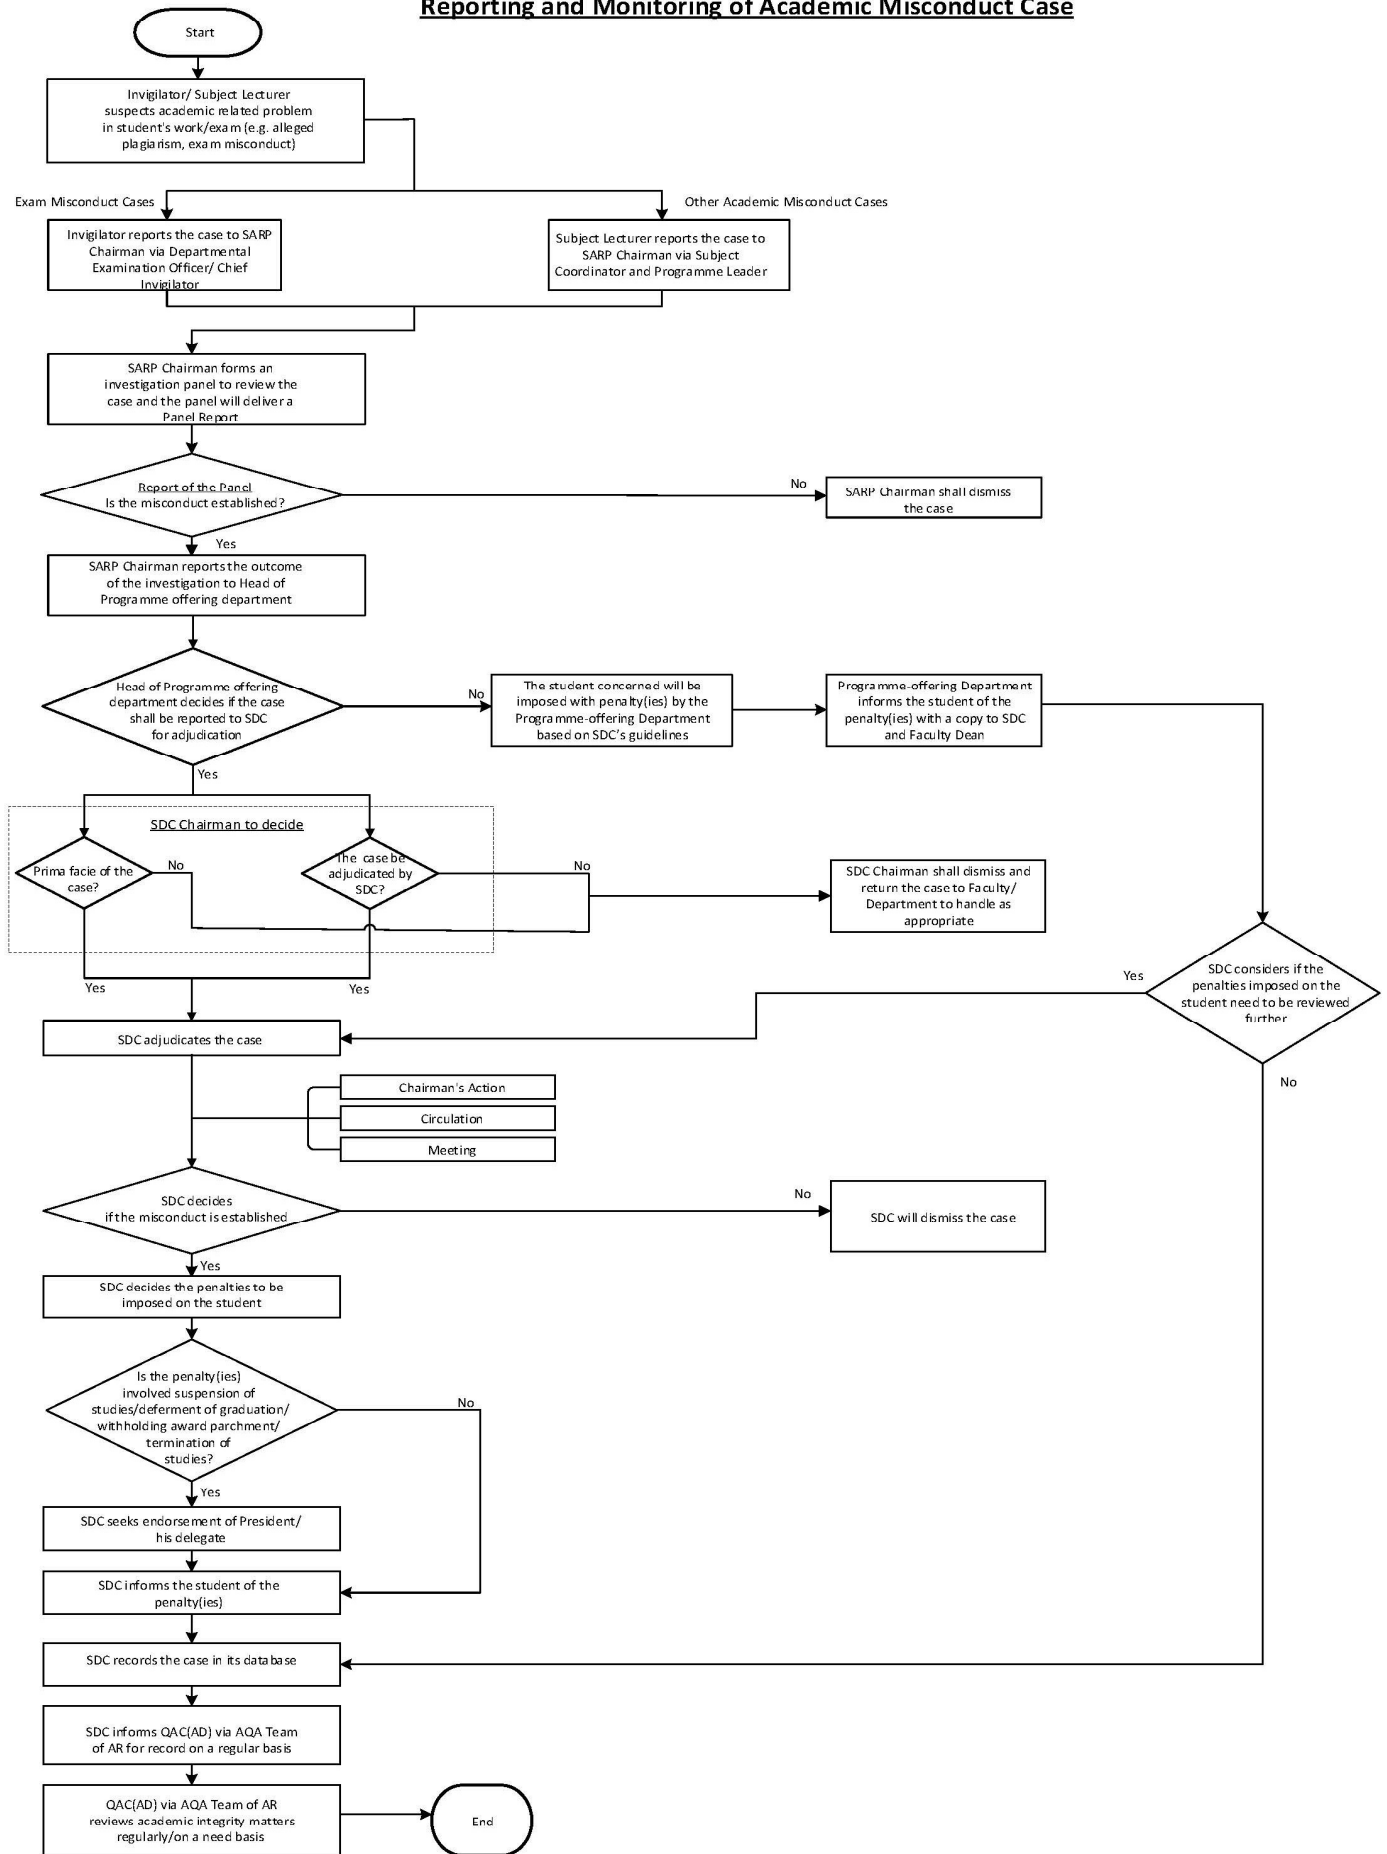 Reporting and Monitoring of Academic Misconduct Case
Start
Invigilator/ Subject Lecturer
suspects academic related problem
in student's work/exam (e.g. alleged
plagiarism, exam misconduct)
Exam Misconduct Cases
Other Academic Misconduct Cases
Invigilator reports the case to SARP
Chairman via Departmental
Examination Officer/ Chief
Invigilator
Subject Lecturer reports the case to
SARP Chairman via Subject
Coordinator and Programme Leader
SARP Chairman forms an
investigation panel to review the
case and the panel will deliver a
Panel Report
Report of the Panel
Is the misconduct established?
No
SARP Chairman shall dismiss
the case
Yes
SARP Chairman reports the outcome
of the investigation to Head of
Programme offering department
Head of Programme offering
department decides if the case
shall be reported to SDC
for adjudication
No
The student concerned will be
imposed with penalty(ies) by the
Programme-offering Department
based on SDC's guidelines
Programme-offering Department
informs the student of the
penalty(ies) with a copy to SDC
and Faculty Dean
Yes
SDC Chairman to decide
Prima facie of the
case?
No
The case be
adjudicated by
SDC?
No
SDC Chairman shall dismiss and
return the case to Faculty/
Department to handle as
appropriate
Yes
Yes
Yes
SDC considers if the
penalties imposed on the
student need to be reviewed
further
No
SDC adjudicates the case
Chairman's Action
Circulation
Meeting
SDC decides
if the misconduct is established
No
SDC will dismiss the case
Yes
SDC decides the penalties to be
imposed on the student
Is the penalty(ies)
involved suspension of
studies/deferment of graduation/
withholding award parchment/
termination of
studies?
No
Yes
SDC seeks endorsement of President/
his delegate
SDC informs the student of the
penalty(ies)
SDC records the case in its database
SDC informs QAC(AD) via AQA Team
of AR for record on a regular basis
QAC(AD) via AQA Team of AR
reviews academic integrity matters
regularly/on a need basis
End